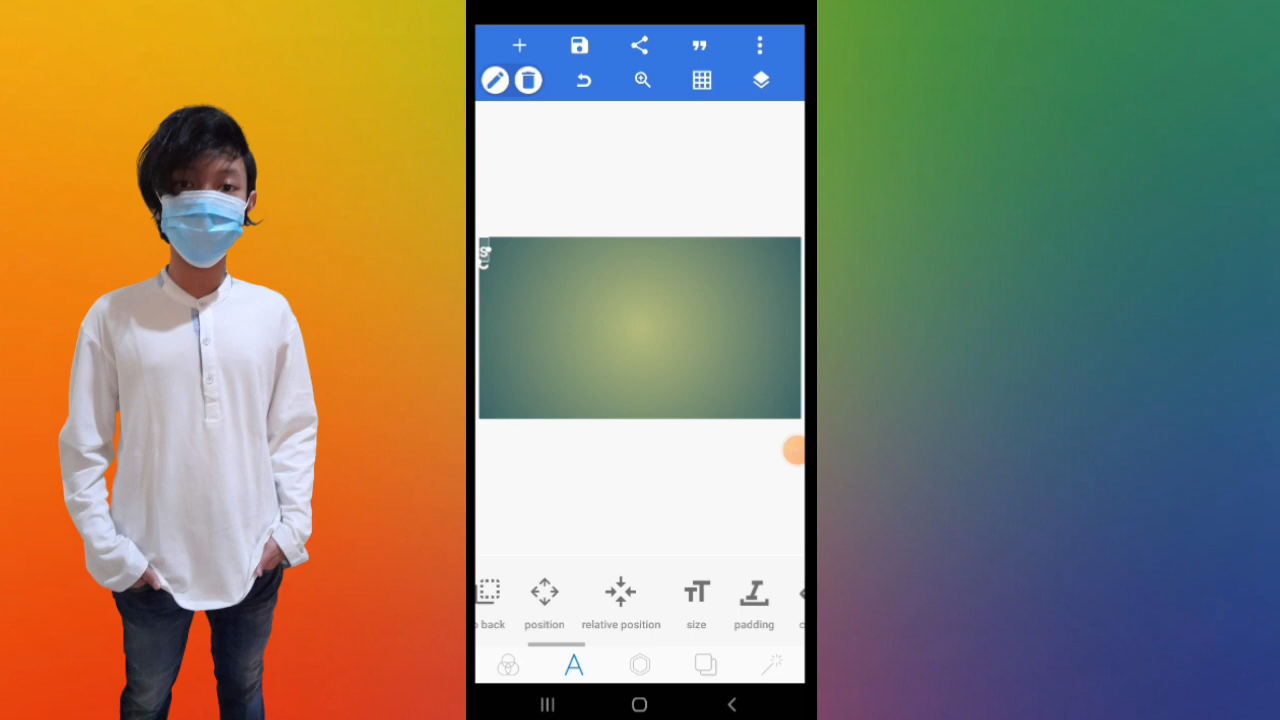 back
position
relative position
size
padding